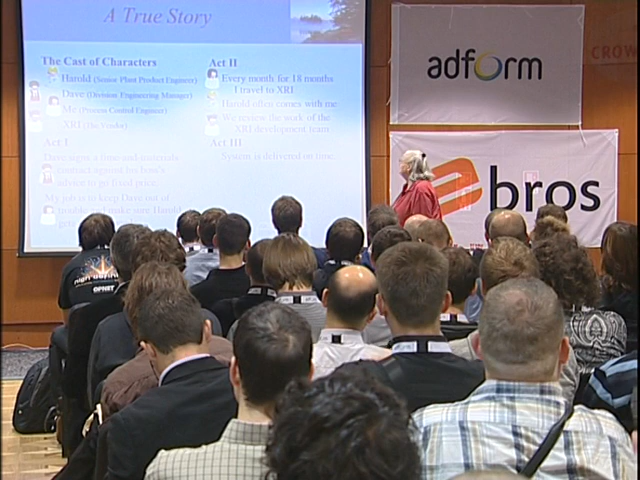 A True Story
The Cast of Characters
Harold (Senior Plant Product Engineer)
Dave (Division Engineering Manager)
Me (Process Control Engineer)
XRI (The Vendor)
Act I
Dave signs a time-and-materials
contract against his boss's
advice to go fixed price.
My job is to keep Dave out of
trouble and make sure Harold
Act II
Every month for 18 months
I travel to XRI
Harold often comes with me
We review the work of the
XRI development team
Act III
System is delivered on time.
adform
bros
CROW
OPNET